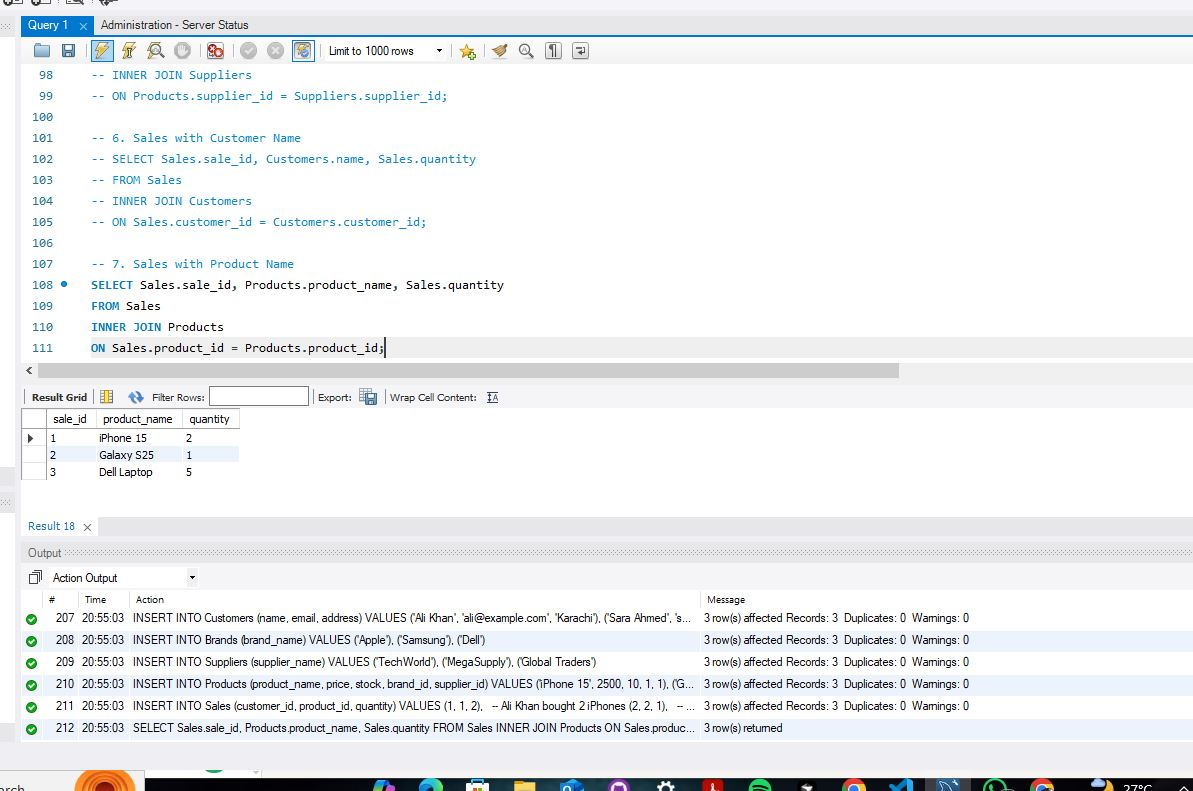 Query 1 Administration - Server Status
Limit to 1000 rows
98 -- INNER JOIN Suppliers
99 -- ON Products.supplier_id = Suppliers.supplier_id;
100
101 -- 6. Sales with Customer Name
102 -- SELECT Sales.sale_id, Customers.name, Sales.quantity
103 -- FROM Sales
104 -- INNER JOIN Customers
105 -- ON Sales.customer_id = Customers.customer_id;
106
107 -- 7. Sales with Product Name
108 SELECT Sales.sale_id, Products.product_name, Sales.quantity
109 FROM Sales
110 INNER JOIN Products
111 ON Sales.product_id = Products.product_id;
Result Grid Filter Rows: Export: Wrap Cell Content:
sale_id product_name quantity
1 iPhone 15 2
2 Galaxy S25 1
3 Dell Laptop 5
Result 18
Output
Action Output
# Time Action Message
207 20:55:03 INSERT INTO Customers (name, email, address) VALUES ('Ali Khan', 'ali@example.com', 'Karachi'), ('Sara Ahmed', 's... 3 row(s) affected Records: 3 Duplicates: 0 Warnings: 0
208 20:55:03 INSERT INTO Brands (brand_name) VALUES ('Apple'), ('Samsung'), ('Dell') 3 row(s) affected Records: 3 Duplicates: 0 Warnings: 0
209 20:55:03 INSERT INTO Suppliers (supplier_name) VALUES ('TechWorld'), ('MegaSupply'), ('Global Traders') 3 row(s) affected Records: 3 Duplicates: 0 Warnings: 0
210 20:55:03 INSERT INTO Products (product_name, price, stock, brand_id, supplier_id) VALUES ('iPhone 15', 2500, 10, 1, 1), ('G... 3 row(s) affected Records: 3 Duplicates: 0 Warnings: 0
211 20:55:03 INSERT INTO Sales (customer_id, product_id, quantity) VALUES (1, 1, 2), -- Ali Khan bought 2 iPhones (2, 2, 1), -- ... 3 row(s) affected Records: 3 Duplicates: 0 Warnings: 0
212 20:55:03 SELECT Sales.sale_id, Products.product_name, Sales.quantity FROM Sales INNER JOIN Products ON Sales.produc... 3 row(s) returned
27°C